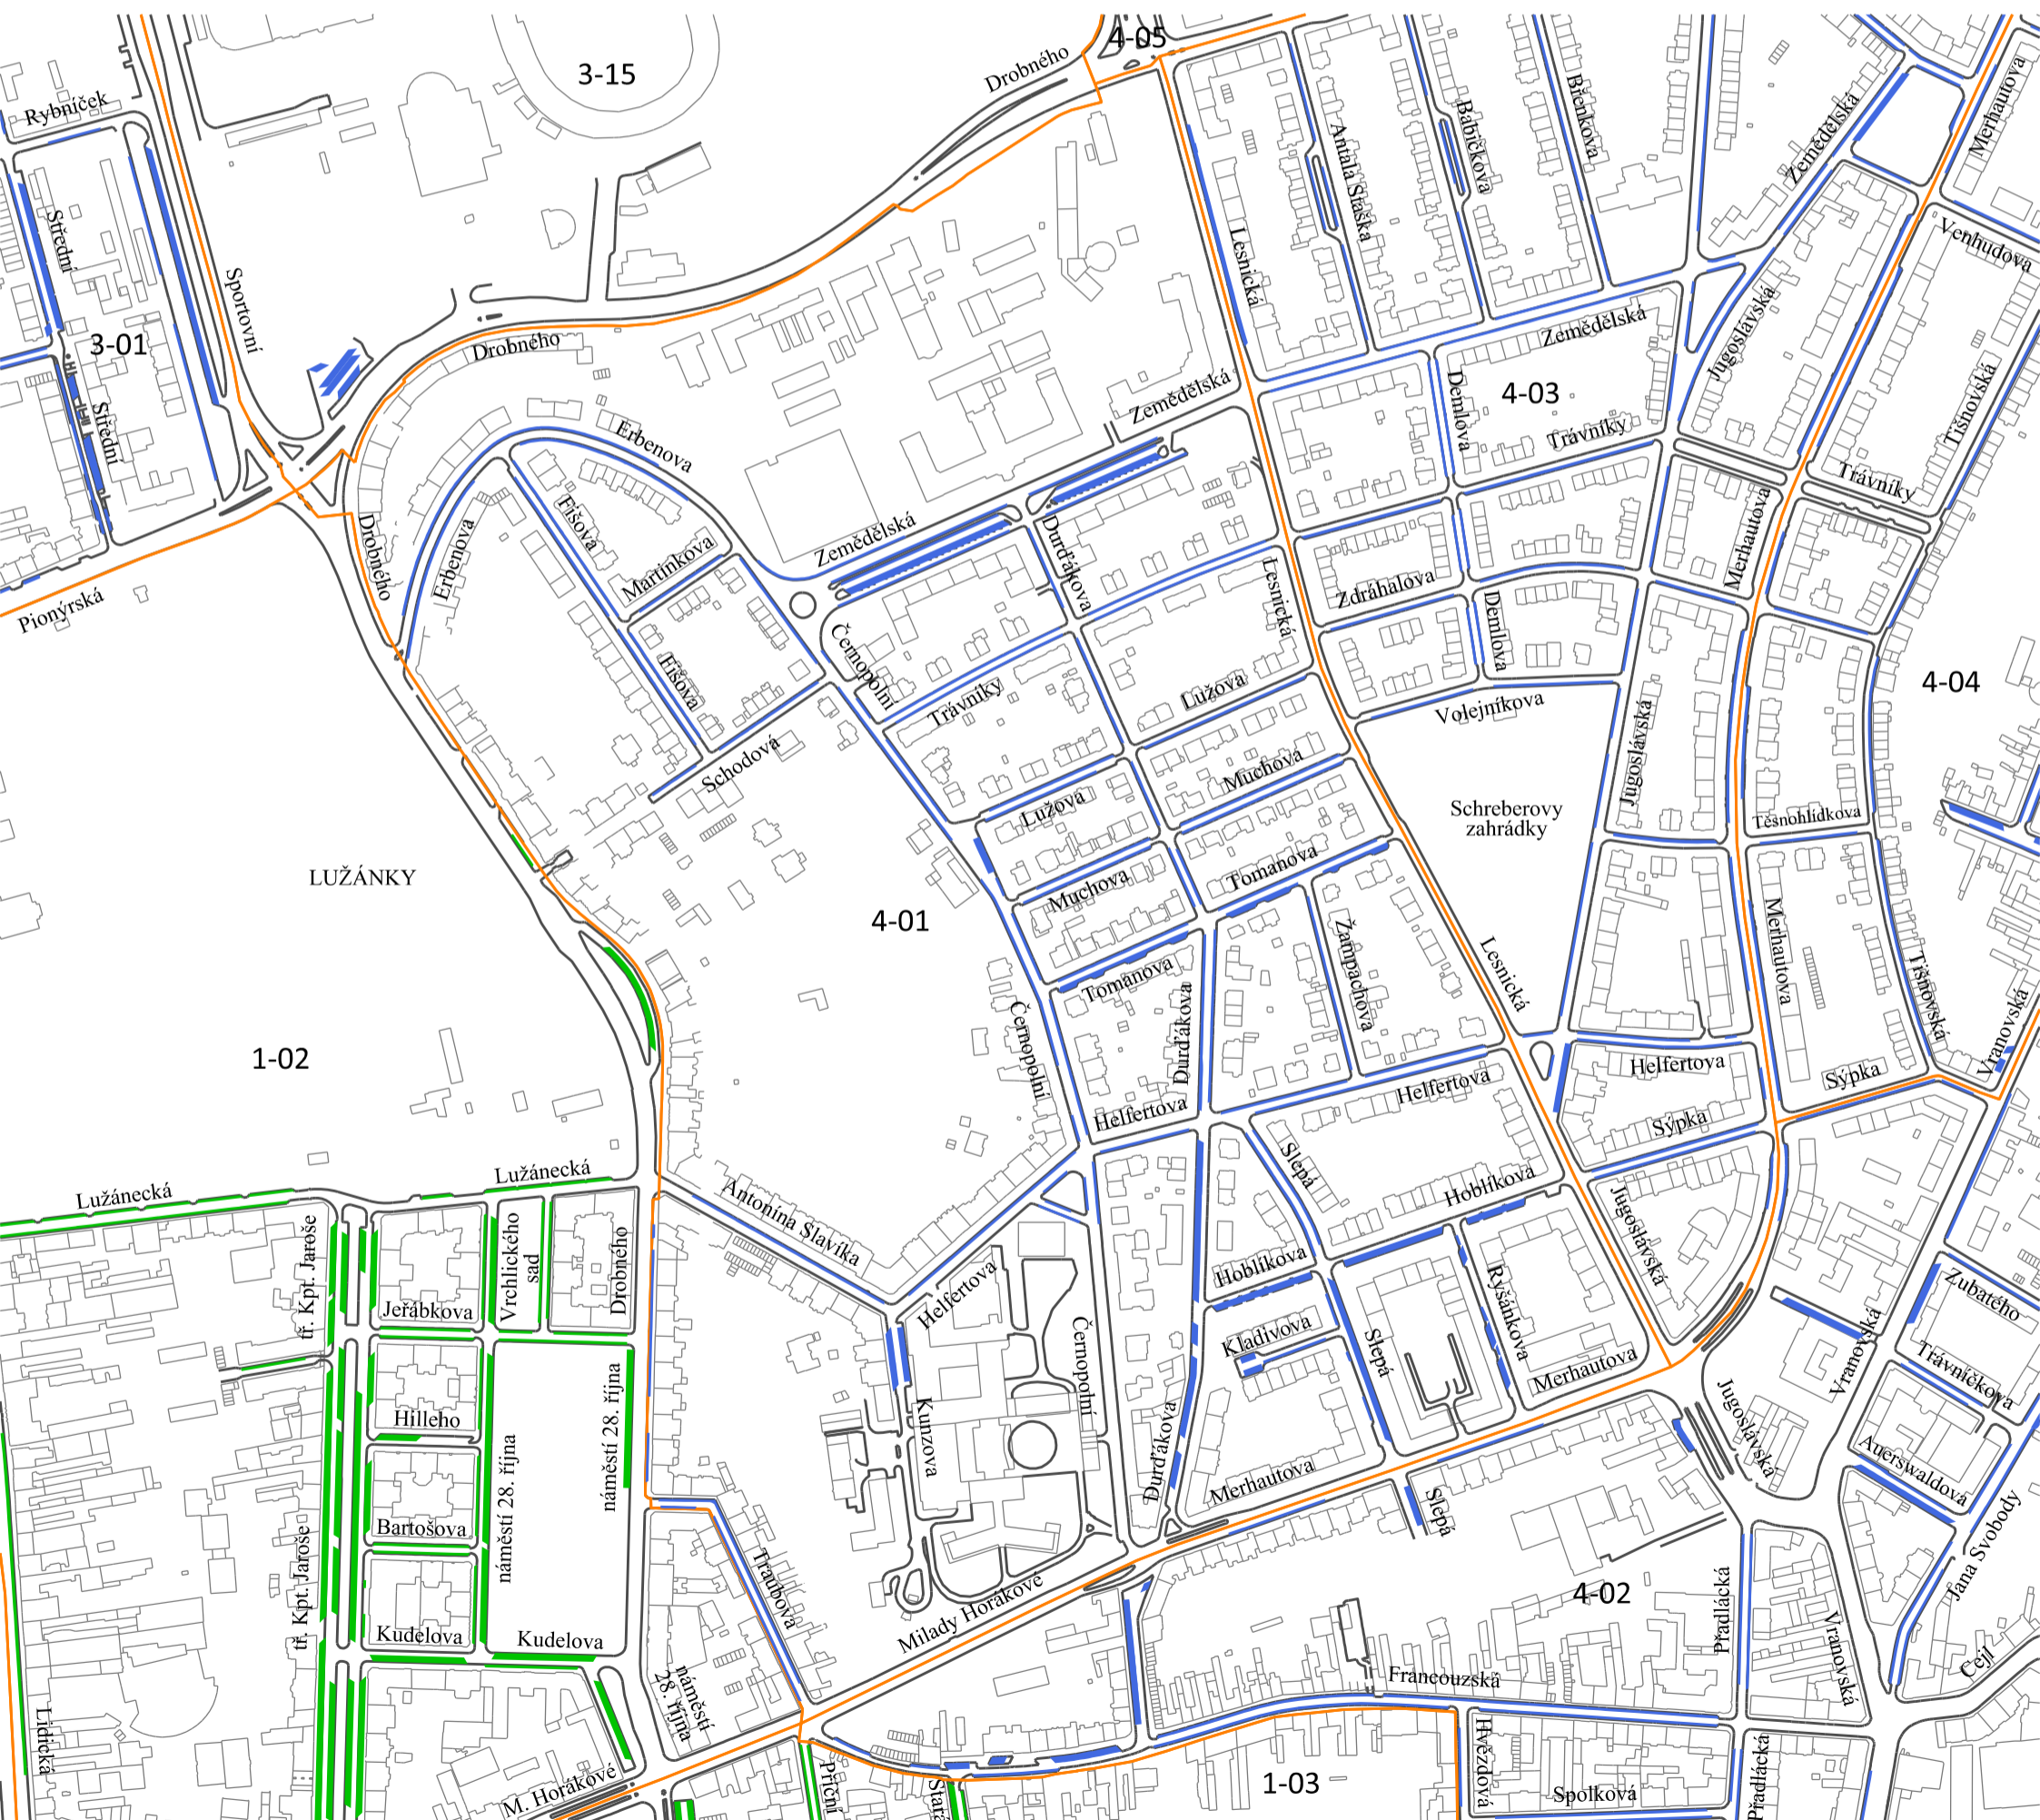 4-05
Drobného
3-15
Rybníček
Merhautova
Babičkova
Břenkova
Zemědělská
Antala Staška
Střední
Lesnická
Venhudova
Sportovní
3-01
Drobného
Zemědělská
Jugoslávská
Zemědělská
4-03
Demlova
Tišnovská
Střední
Erbenova
Trávníky
Trávníky
Fišova
Zemědělská
Drobného
Erbenova
Martinkova
Durďákova
Merhautova
Lesnická
Zdráhalova
Pionýrská
Demlova
Černopolní
Fišova
4-04
Trávníky
Lužova
Volejníkova
Jugoslávská
Schodová
Muchova
Lužova
Schreberovy
zahrádky
Těsnohlídkova
LUŽÁNKY
Tomanova
Muchova
4-01
Merhautova
Žampachova
Lesnická
Tomanova
Tišnovská
Durďákova
Vranovská
Černopolní
1-02
Helfertova
Sýpka
Helfertova
Helfertova
Sýpka
Slepá
Lužánecká
Lužánecká
Hoblíkova
Antonína Slavíka
Jugoslávská
tř. Kpt. Jaroše
Vrchlického
sad
Drobného
Hoblíkova
Helfertova
Zubatého
Jeřábkova
Ryšánkova
Kladivova
Slepá
Černopolní
Vranovská
Trávníčkova
Merhautova
Hilleho
náměstí 28. října
Kunzova
Jugoslávská
Durďákova
Auerswaldova
Merhautova
Slepá
náměstí 28. října
Bartošova
Jana Svobody
tř. Kpt. Jaroše
Traubova
Milady Horákové
4-02
Přadlácká
Vranovská
Kudelova
Kudelova
Cejl
Francouzská
náměstí
28. října
Lidická
Hvězdová
Přadlácká
M. Horákové
Příční
Stará
1-03
Spolková